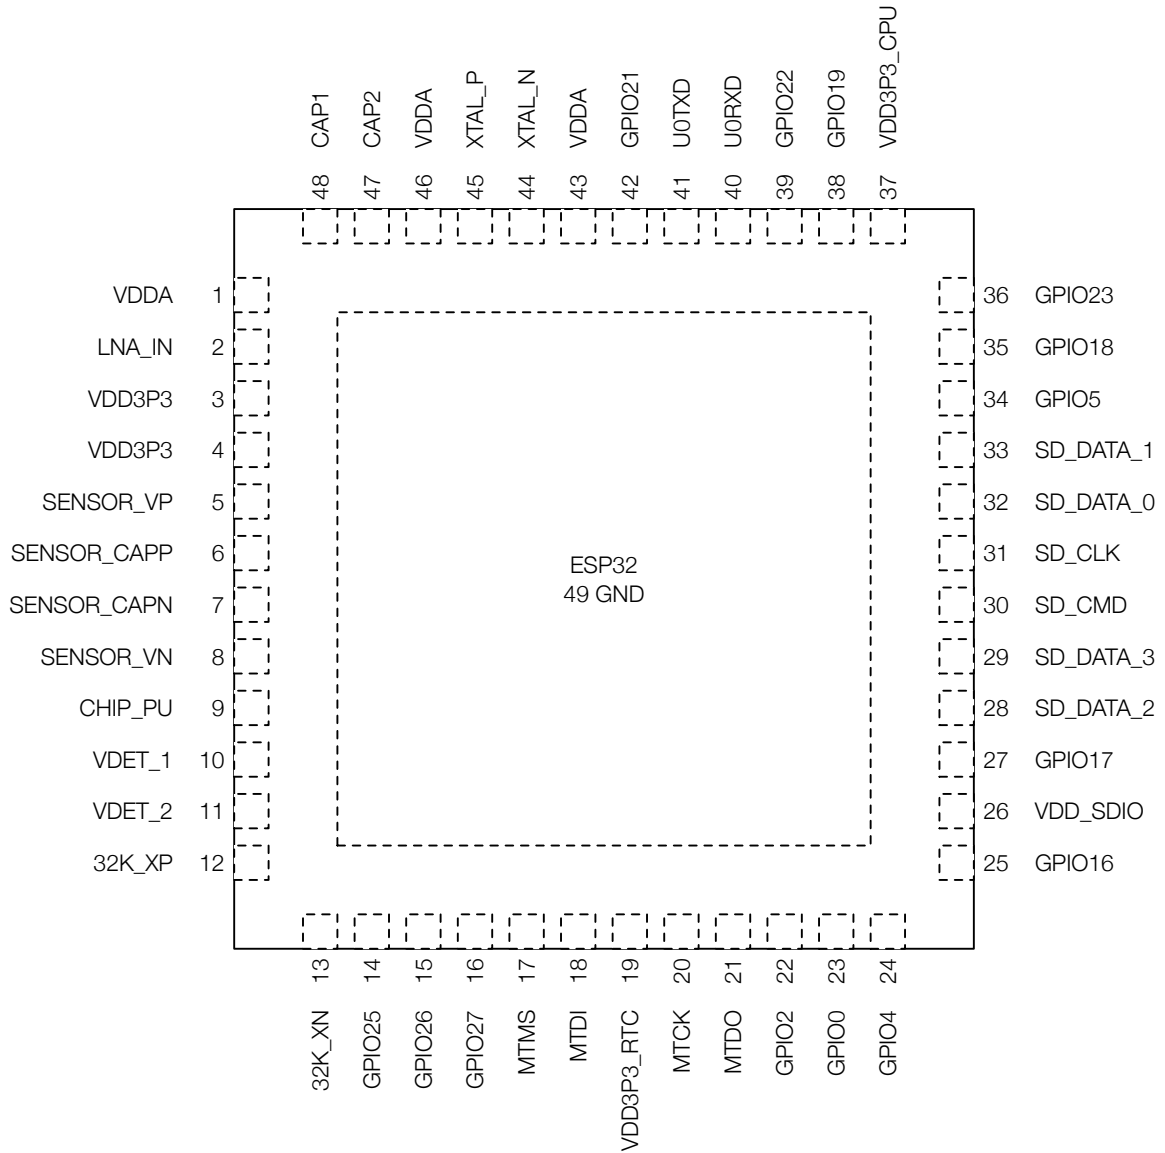 CAP1
CAP2
VDDA
XTAL_P
XTAL_N
VDDA
GPIO21
U0TXD
U0RXD
GPIO22
GPIO19
VDD3P3_CPU
48
47
46
45
44
43
42
41
40
39
38
37
VDDA 1
LNA_IN 2
VDD3P3 3
VDD3P3 4
SENSOR_VP 5
SENSOR_CAPP 6
SENSOR_CAPN 7
SENSOR_VN 8
CHIP_PU 9
VDET_1 10
VDET_2 11
32K_XP 12
ESP32
49 GND
36 GPIO23
35 GPIO18
34 GPIO5
33 SD_DATA_1
32 SD_DATA_0
31 SD_CLK
30 SD_CMD
29 SD_DATA_3
28 SD_DATA_2
27 GPIO17
26 VDD_SDIO
25 GPIO16
13
14
15
16
17
18
19
20
21
22
23
24
32K_XN
GPIO25
GPIO26
GPIO27
MTMS
MTDI
VDD3P3_RTC
MTCK
MTDO
GPIO2
GPIO0
GPIO4